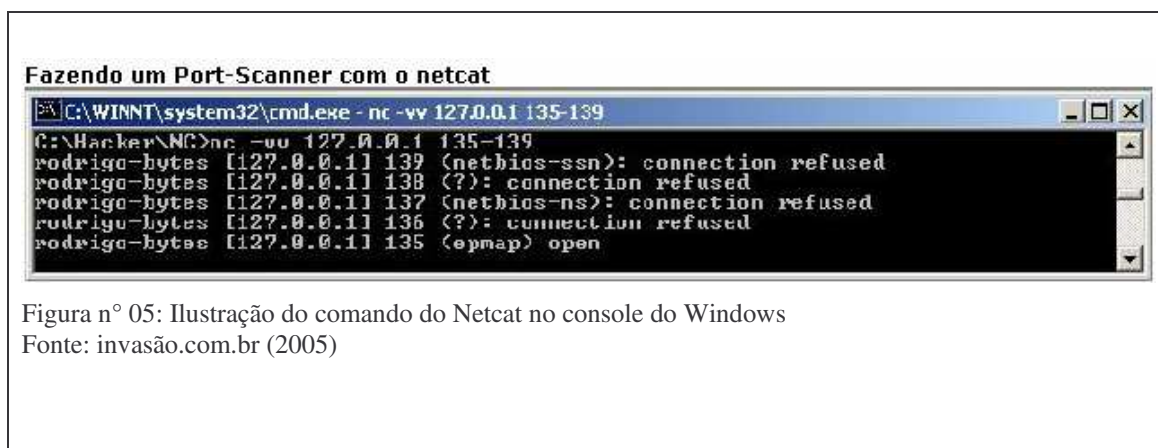 Fazendo um Port-Scanner com o netcat
C:\WINNT\system32\cmd.exe - nc -vv 127.0.0.1 135-139
C:\Hacker\NC>nc -vv 127.0.0.1 135-139
rodrigo-bytes [127.0.0.1] 139 (netbios-ssn): connection refused
rodrigo-bytes [127.0.0.1] 138 (?): connection refused
rodrigo-bytes [127.0.0.1] 137 (netbios-ns): connection refused
rodrigo-bytes [127.0.0.1] 136 (?): connection refused
rodrigo-bytes [127.0.0.1] 135 (epmap) open
Figura n° 05: Ilustração do comando do Netcat no console do Windows
Fonte: invasão.com.br (2005)